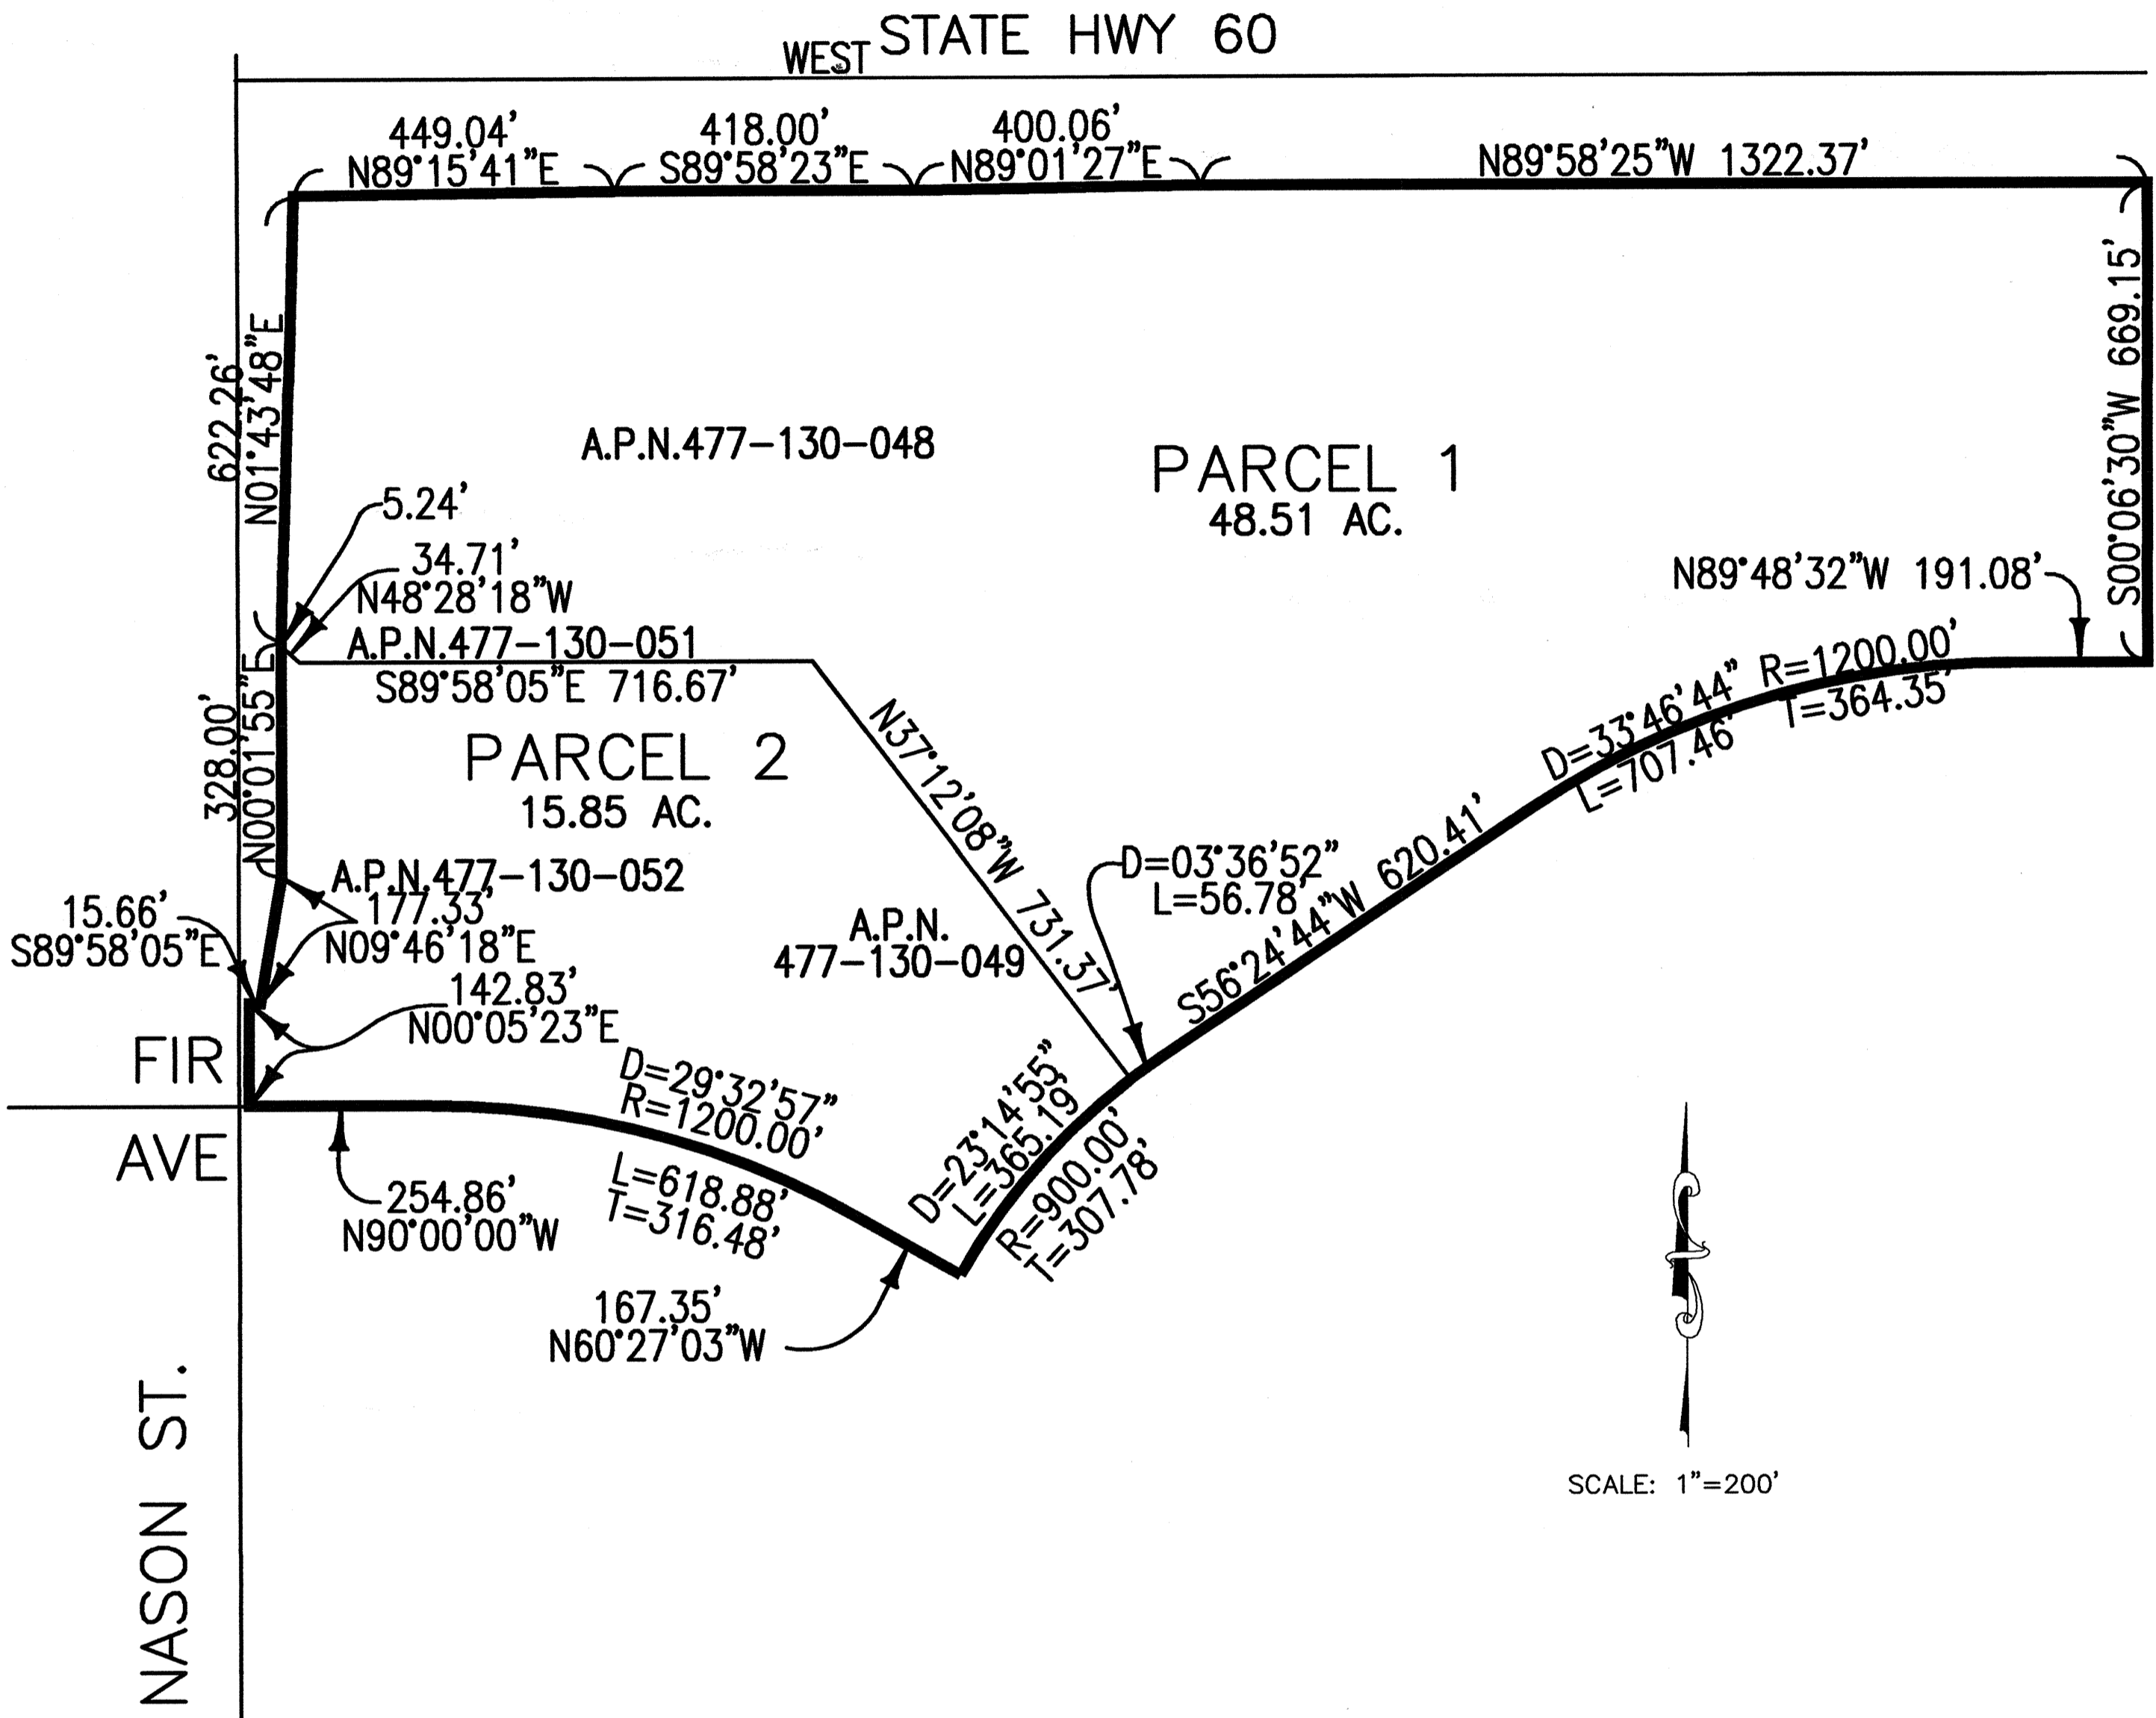 STATE HWY 60
WEST
449.04'
N89°15'41"E
418.00'
S89°58'23"E
400.06'
N89°01'27"E
N89°58'25"W 1322.37'
S00°06'30"W 669.15'
622.26'
N01°43'48"E
A.P.N.477-130-048
PARCEL 1
48.51 AC.
5.24'
34.71'
N48°28'18"W
N89°48'32"W 191.08'
A.P.N.477-130-051
S89°58'05"E 716.67'
328.00'
N00°01'55"E
PARCEL 2
15.85 AC.
N37°12'08"W 731.37'
D=33°46'44" R=1200.00'
L=707.46' T=364.35'
S56°24'44"W 620.41'
D=03°36'52"
L=56.78'
A.P.N.477-130-052
177.33'
N09°46'18"E
15.66'
S89°58'05"E
A.P.N.
477-130-049
142.83'
N00°05'23"E
FIR
AVE
D=29°32'57"
R=1200.00'
L=618.88'
T=316.48'
D=23°14'55"
L=365.19'
R=900.00'
T=307.78'
254.86'
N90°00'00"W
167.35'
N60°27'03"W
NASON ST.
SCALE: 1"=200'